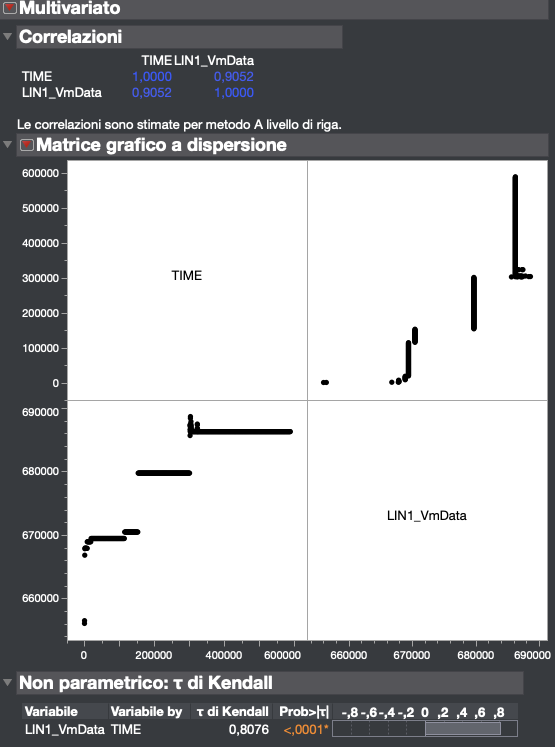 Multivariato
Correlazioni
TIME LIN1_VmData
TIME 1,0000 0,9052
LIN1_VmData 0,9052 1,0000
Le correlazioni sono stimate per metodo A livello di riga.
Matrice grafico a dispersione
600000
500000
400000
300000
200000
100000
0
TIME
690000
680000
670000
660000
LIN1_VmData
0 200000 400000 600000 660000 670000 680000 690000
Non parametrico: τ di Kendall
Variabile Variabile by τ di Kendall Prob>|τ| -,8 -,6 -,4 -,2 0 ,2 ,4 ,6 ,8
LIN1_VmData TIME 0,8076 <,0001*